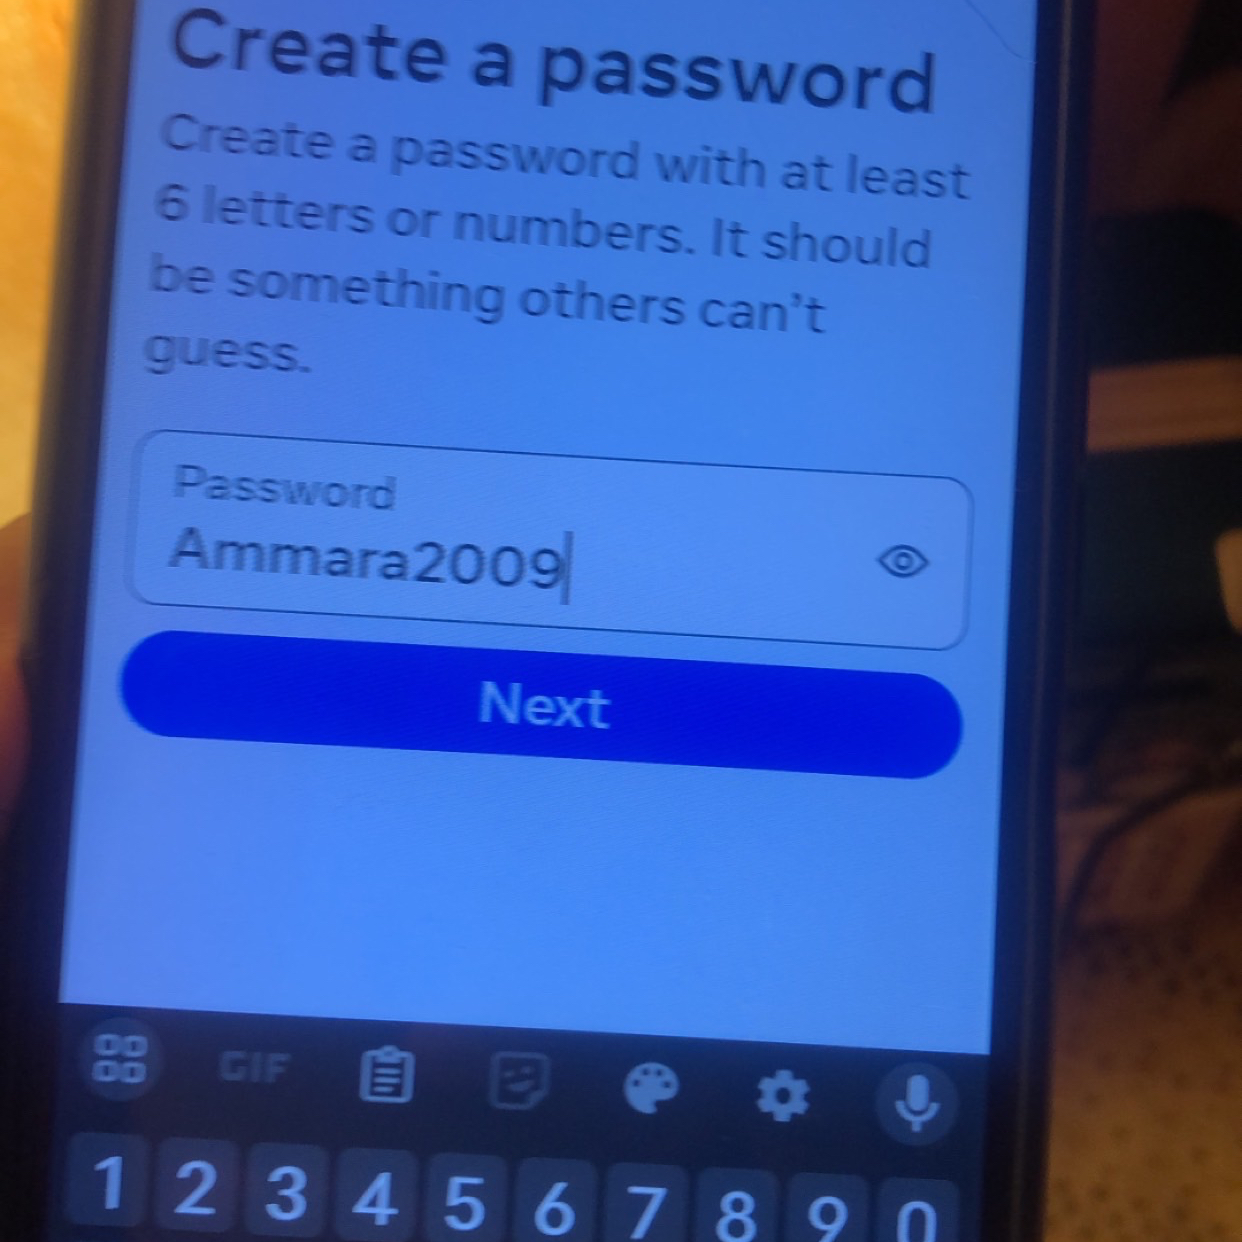 Create a password
Create a password with at least
6 letters or numbers. It should
be something others can't
guess.
Password
Ammara2009
Next
GIF
1 2 3 4 5 6 7 8 9 0